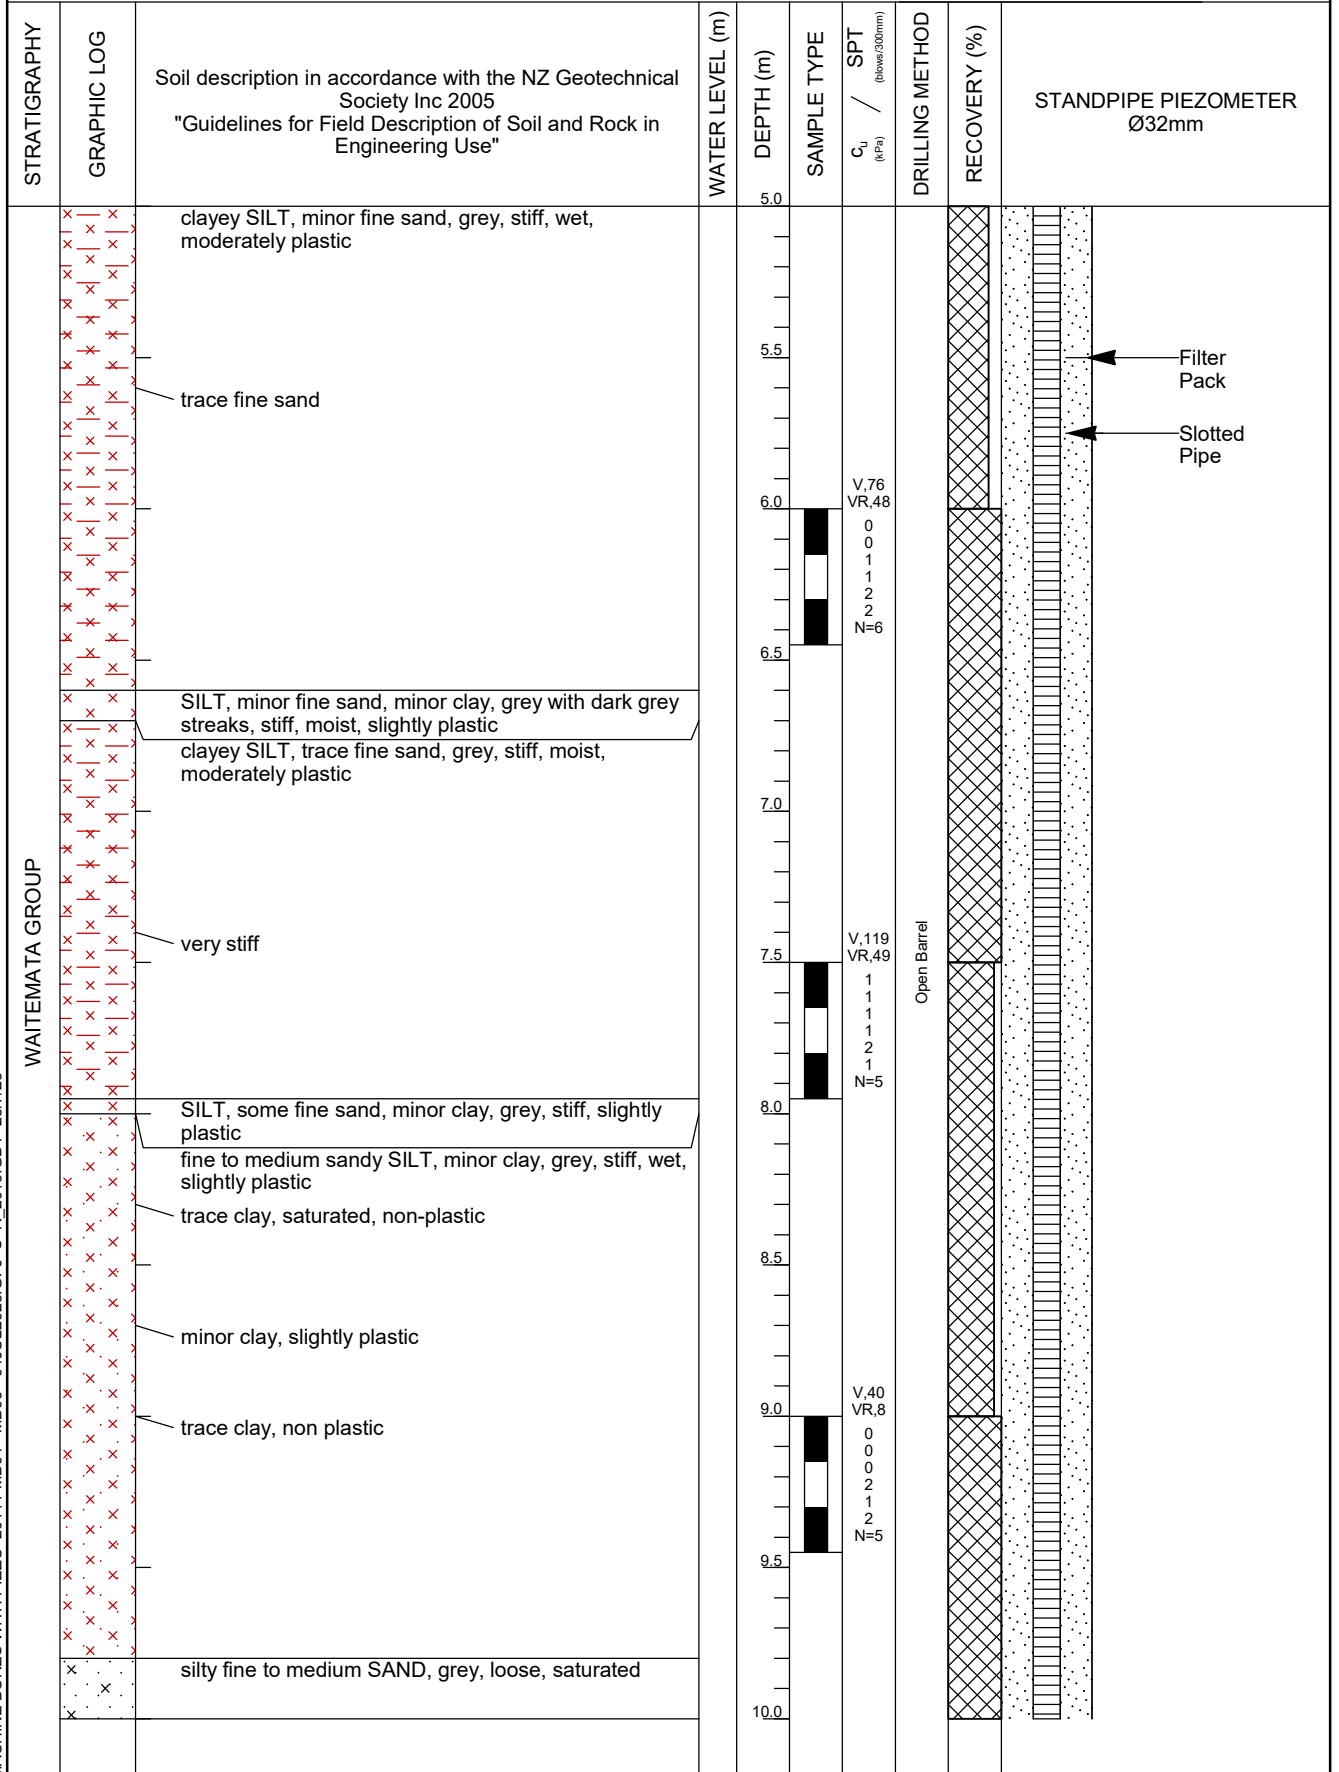 STRATIGRAPHY
GRAPHIC LOG
Soil description in accordance with the NZ Geotechnical
Society Inc 2005
"Guidelines for Field Description of Soil and Rock in
Engineering Use"
WATER LEVEL (m)
DEPTH (m)
SAMPLE TYPE
SPT
(blows/300mm)
/
cu
(kPa)
DRILLING METHOD
RECOVERY (%)
STANDPIPE PIEZOMETER
Ø32mm
5.0
clayey SILT, minor fine sand, grey, stiff, wet,
moderately plastic
5.5
Filter
Pack
trace fine sand
Slotted
Pipe
V,76
VR,48
6.0
0
0
1
1
2
2
N=6
6.5
SILT, minor fine sand, minor clay, grey with dark grey
streaks, stiff, moist, slightly plastic
clayey SILT, trace fine sand, grey, stiff, moist,
moderately plastic
7.0
WAITEMATA GROUP
very stiff
V,119
VR,49
7.5
Open Barrel
1
1
1
1
2
1
N=5
8.0
SILT, some fine sand, minor clay, grey, stiff, slightly
plastic
fine to medium sandy SILT, minor clay, grey, stiff, wet,
slightly plastic
trace clay, saturated, non-plastic
8.5
minor clay, slightly plastic
V,40
VR,8
9.0
trace clay, non plastic
0
0
0
2
1
2
N=5
9.5
silty fine to medium SAND, grey, loose, saturated
10.0